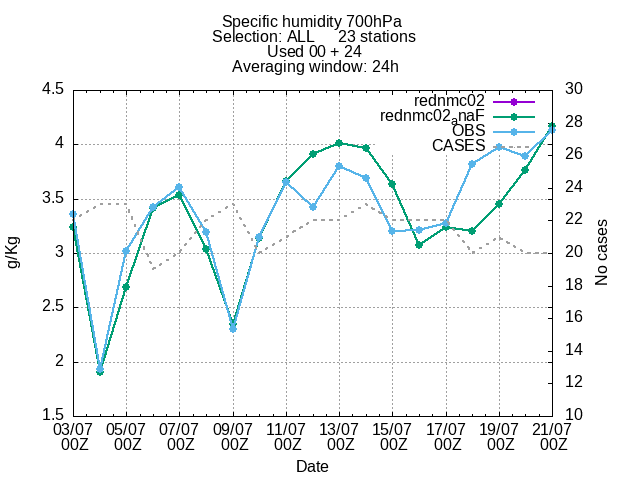 Specific humidity 700hPa
Selection: ALL 23 stations
Used 00 + 24
Averaging window: 24h
4.5
4
3.5
3
2.5
2
1.5
g/Kg
30
28
26
24
22
20
18
16
14
12
10
No cases
rednmc02
rednmc02anaF
OBS
CASES
03/07 05/07 07/07 09/07 11/07 13/07 15/07 17/07 19/07 21/07
00Z 00Z 00Z 00Z 00Z 00Z 00Z 00Z 00Z 00Z
Date